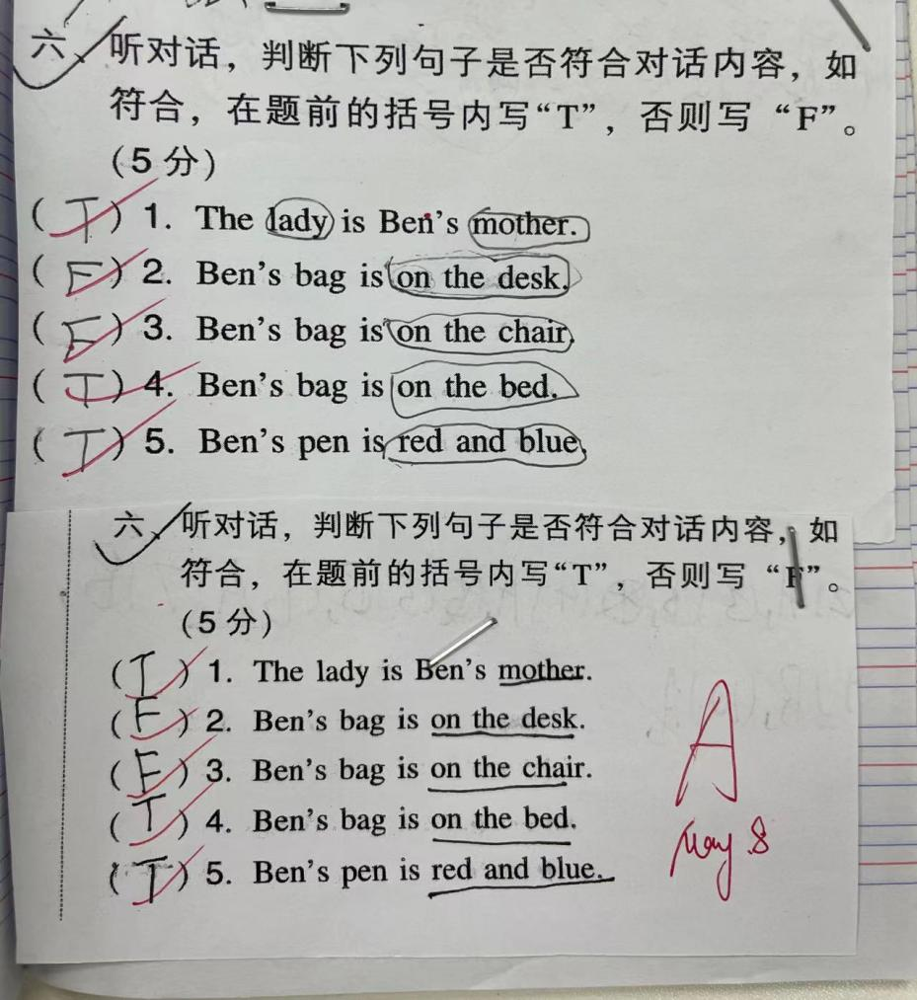 六、听对话，判断下列句子是否符合对话内容，如
符合，在题前的括号内写“T”，否则写“F”。
(5分)
(T) 1. The lady is Ben's mother.
(F) 2. Ben's bag is on the desk.
(F) 3. Ben's bag is on the chair.
(T) 4. Ben's bag is on the bed.
(T) 5. Ben's pen is red and blue.
六、听对话，判断下列句子是否符合对话内容，如
符合，在题前的括号内写“T”，否则写“F”。
(5分)
(T) 1. The lady is Ben's mother.
(F) 2. Ben's bag is on the desk.
(F) 3. Ben's bag is on the chair.
(T) 4. Ben's bag is on the bed.
(T) 5. Ben's pen is red and blue.
A
May 8